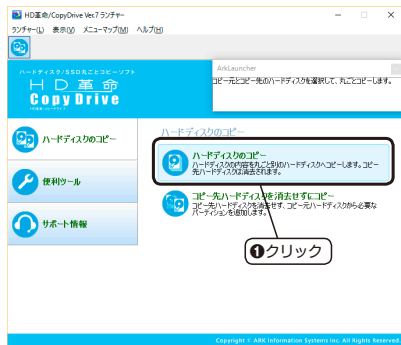 HD革命/CopyDrive Ver.7 ランチャー
ランチャー(L) 表示(V) メニューマップ(M) ヘルプ(H)
ArkLauncher
コピー元とコピー先のハードディスクを選択して、丸ごとコピーします。
ハードディスク/SSD丸ごとコピーソフト
HD革命
CopyDrive
ハードディスクのコピー
便利ツール
サポート情報
ハードディスクのコピー
ハードディスクのコピー
ハードディスクの内容を丸ごと別のハードディスクへコピーします。コピー
先ハードディスクは消去されます。
コピー先ハードディスクを消去せずにコピー
コピー先ハードディスクを消去せず、コピー元ハードディスクから必要な
パーティションを追加します。
❶クリック
Copyright © ARK Information Systems Inc. All Rights Reserved.